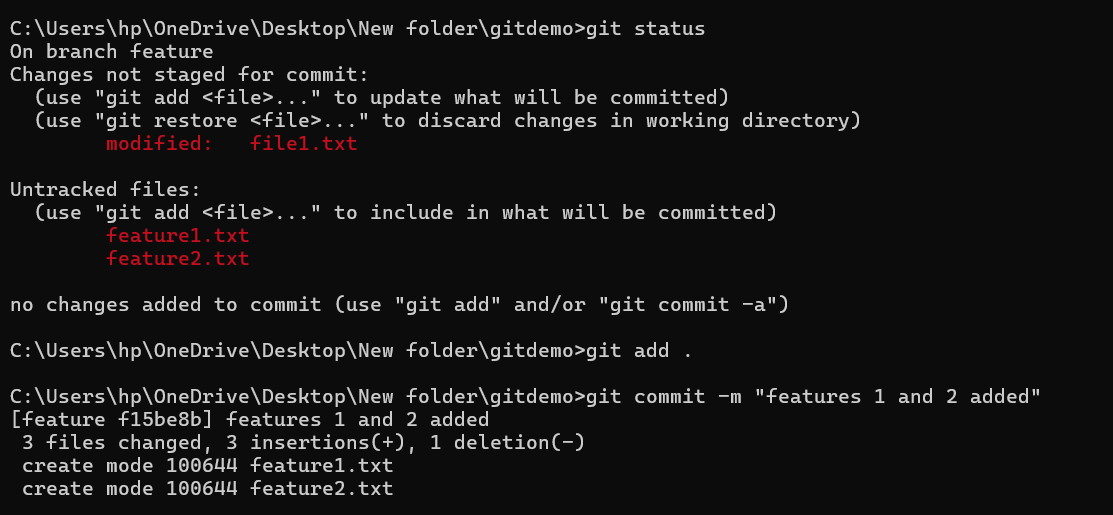 C:\Users\hp\OneDrive\Desktop\New folder\gitdemo>git status
On branch feature
Changes not staged for commit:
  (use "git add <file>..." to update what will be committed)
  (use "git restore <file>..." to discard changes in working directory)
        modified:   file1.txt

Untracked files:
  (use "git add <file>..." to include in what will be committed)
        feature1.txt
        feature2.txt

no changes added to commit (use "git add" and/or "git commit -a")

C:\Users\hp\OneDrive\Desktop\New folder\gitdemo>git add .

C:\Users\hp\OneDrive\Desktop\New folder\gitdemo>git commit -m "features 1 and 2 added"
[feature f15be8b] features 1 and 2 added
 3 files changed, 3 insertions(+), 1 deletion(-)
 create mode 100644 feature1.txt
 create mode 100644 feature2.txt